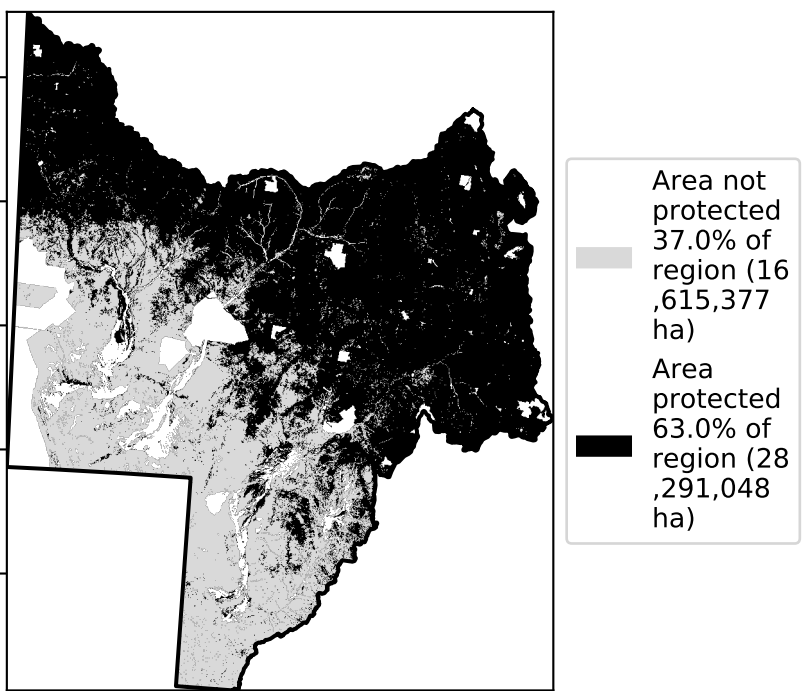 Area not
protected
37.0% of
region (16
,615,377
ha)
Area
protected
63.0% of
region (28
,291,048
ha)